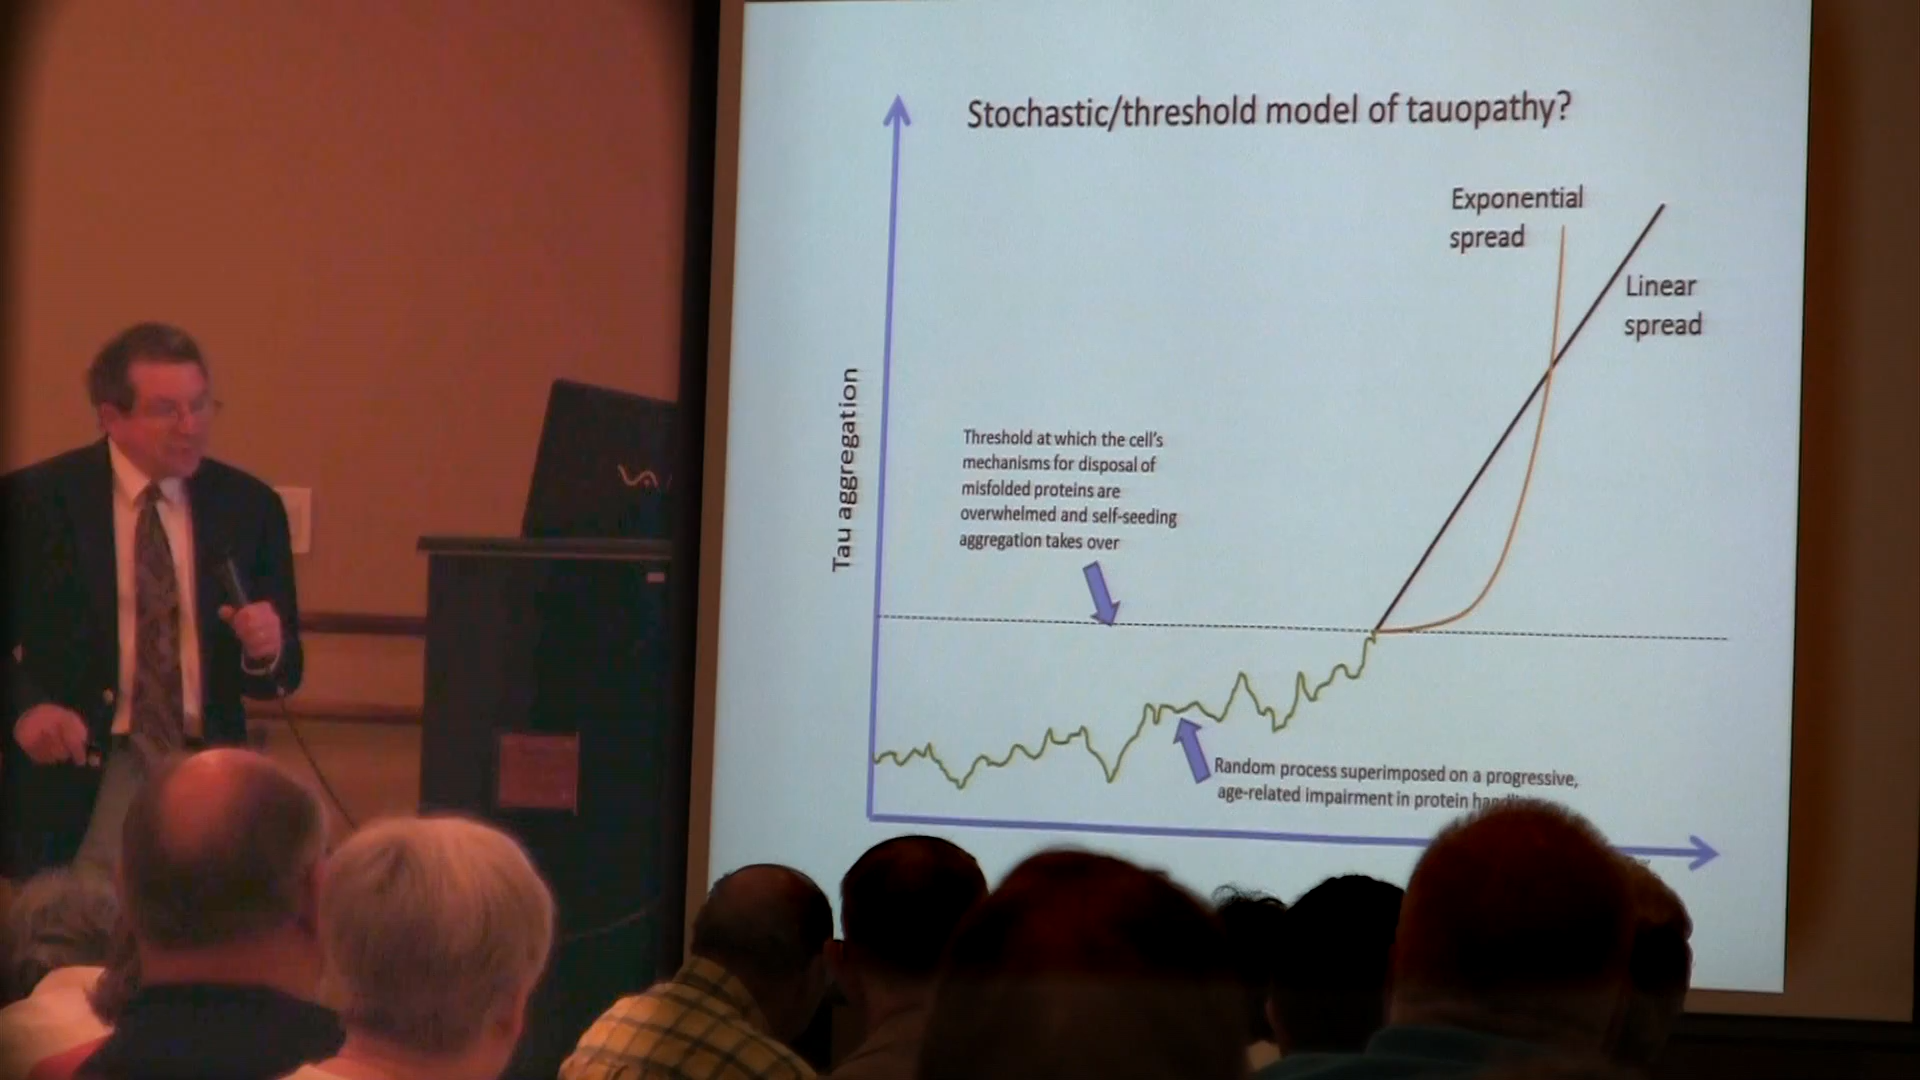 Stochastic/threshold model of tauopathy?
Exponential
spread
Linear
spread
Tau aggregation
Threshold at which the cell's
mechanisms for disposal of
misfolded proteins are
overwhelmed and self-seeding
aggregation takes over
Random process superimposed on a progressive,
age-related impairment in protein
VAIO